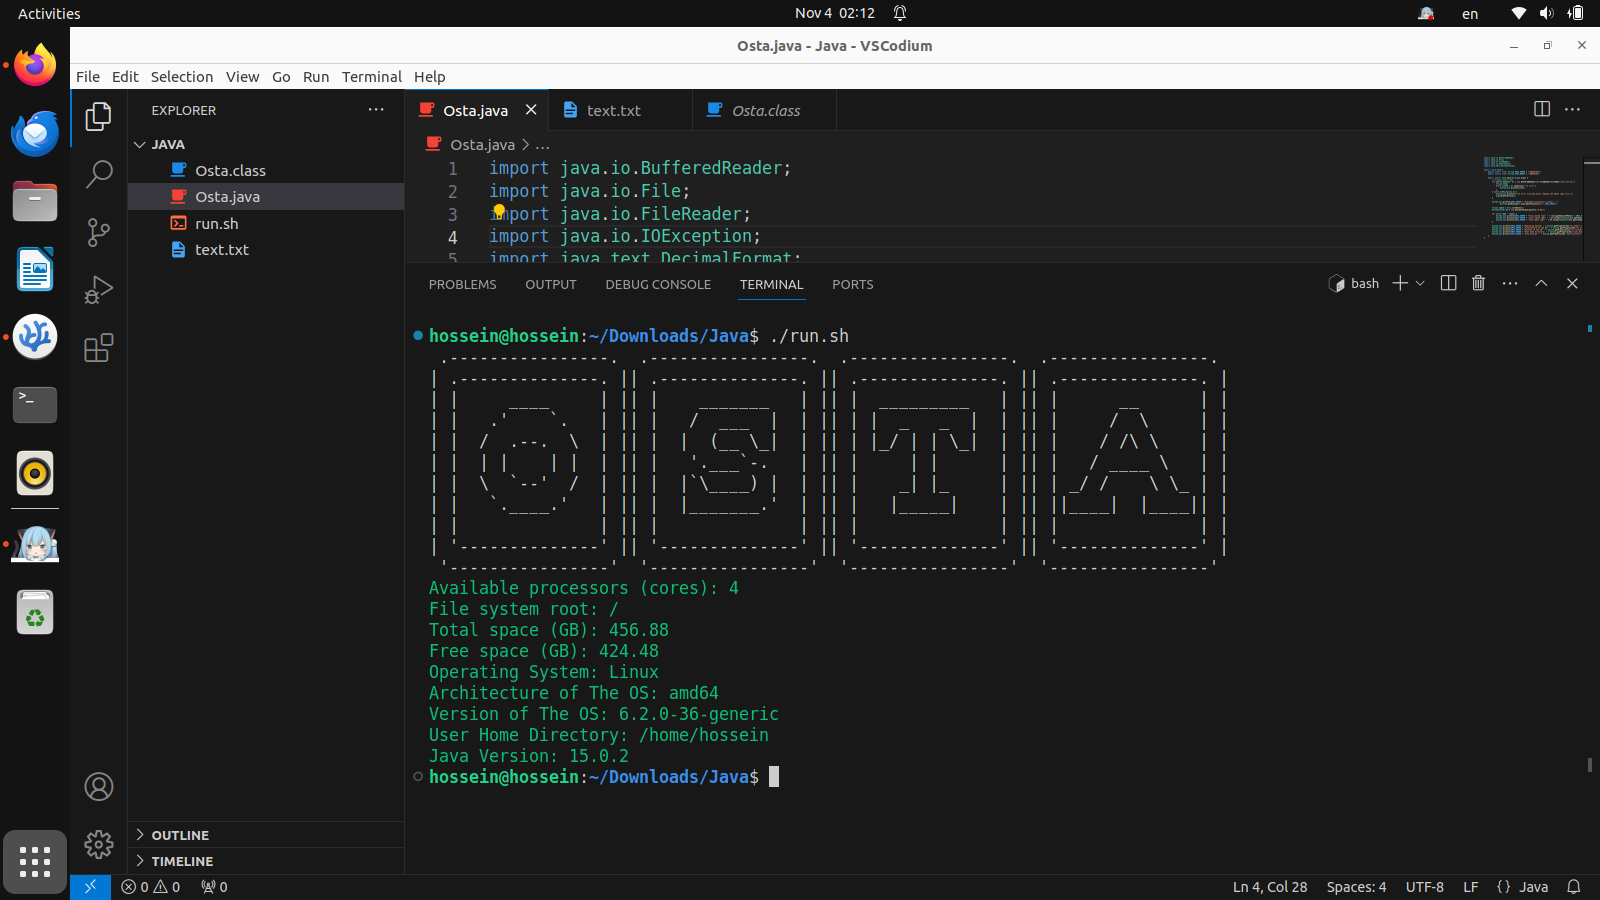 Activities
Nov 4 02:12
en
Osta.java - Java - VSCodium
File Edit Selection View Go Run Terminal Help
EXPLORER
JAVA
Osta.class
Osta.java
run.sh
text.txt
OUTLINE
TIMELINE
Osta.java
text.txt
Osta.class
Osta.java > ...
1 import java.io.BufferedReader;
2 import java.io.File;
3 import java.io.FileReader;
4 import java.io.IOException;
5 import java.text.DecimalFormat;
PROBLEMS OUTPUT DEBUG CONSOLE TERMINAL PORTS
bash
hossein@hossein:~/Downloads/Java$ ./run.sh
OSTA
Available processors (cores): 4
File system root: /
Total space (GB): 456.88
Free space (GB): 424.48
Operating System: Linux
Architecture of The OS: amd64
Version of The OS: 6.2.0-36-generic
User Home Directory: /home/hossein
Java Version: 15.0.2
hossein@hossein:~/Downloads/Java$
0 0 0
Ln 4, Col 28 Spaces: 4 UTF-8 LF {} Java